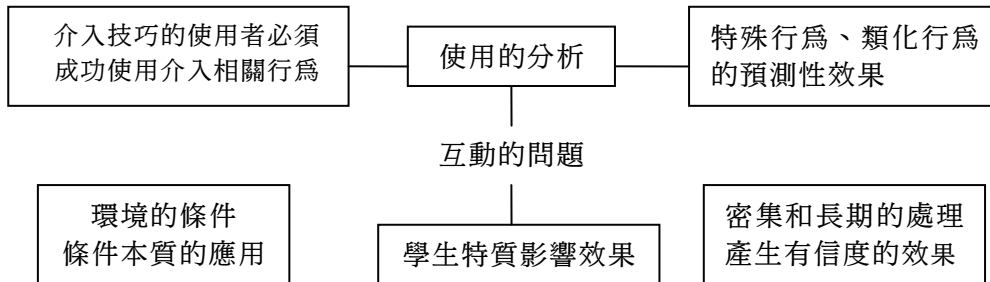 介入技巧的使用者必須
成功使用介入相關行爲
使用的分析
特殊行爲、類化行爲
的預測性效果
互動的問題
環境的條件
條件本質的應用
學生特質影響效果
密集和長期的處理
產生有信度的效果